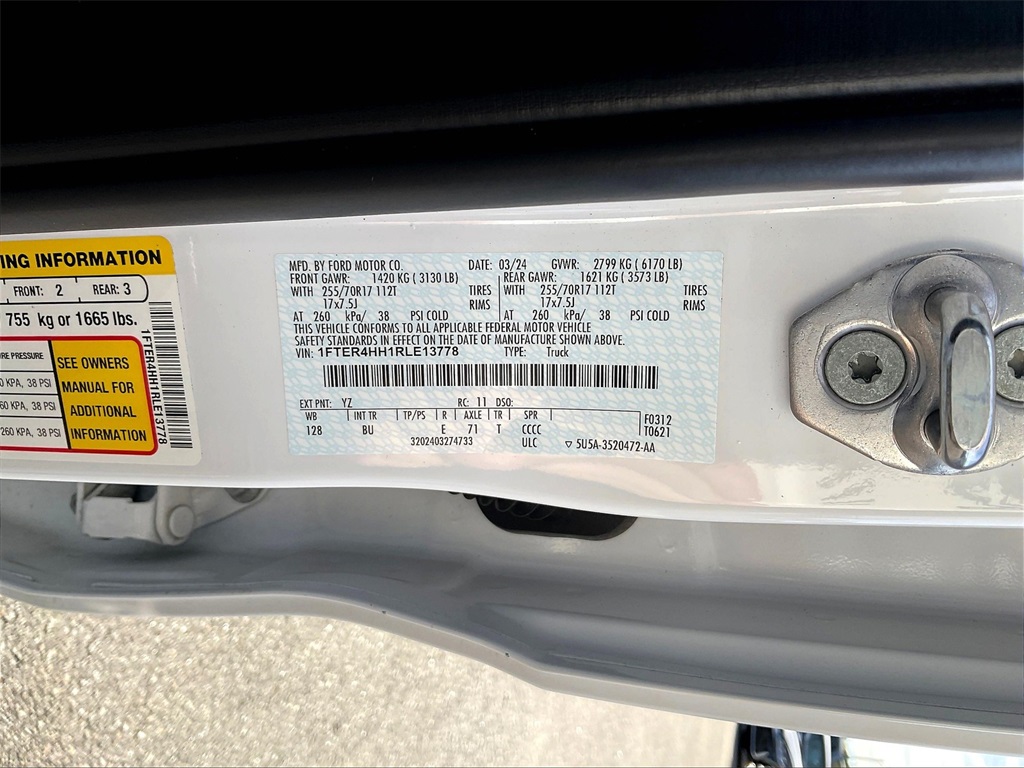 NG INFORMATION
FRONT: 2 REAR: 3
755 kg or 1665 lbs.
RE PRESSURE
0 KPA, 38 PSI
60 KPA, 38 PSI
260 KPA, 38 PSI
SEE OWNERS
MANUAL FOR
ADDITIONAL
INFORMATION
1FTER4HH1RLE13778
MFD. BY FORD MOTOR CO. DATE: 03/24 GVWR: 2799 KG ( 6170 LB)
FRONT GAWR: 1420 KG ( 3130 LB) REAR GAWR: 1621 KG ( 3573 LB)
WITH 255/70R17 112T TIRES WITH 255/70R17 112T TIRES
17x7.5J RIMS 17x7.5J RIMS
AT 260 kPa/ 38 PSI COLD AT 260 kPa/ 38 PSI COLD
THIS VEHICLE CONFORMS TO ALL APPLICABLE FEDERAL MOTOR VEHICLE
SAFETY STANDARDS IN EFFECT ON THE DATE OF MANUFACTURE SHOWN ABOVE.
VIN: 1FTER4HH1RLE13778 TYPE: Truck
EXT PNT: YZ RC: 11 DSO:
WB INT TR TP/PS R AXLE TR SPR F0312
128 BU E 71 T CCCC T0621
3202403274733 ULC ▽ 5U5A-3520472-AA